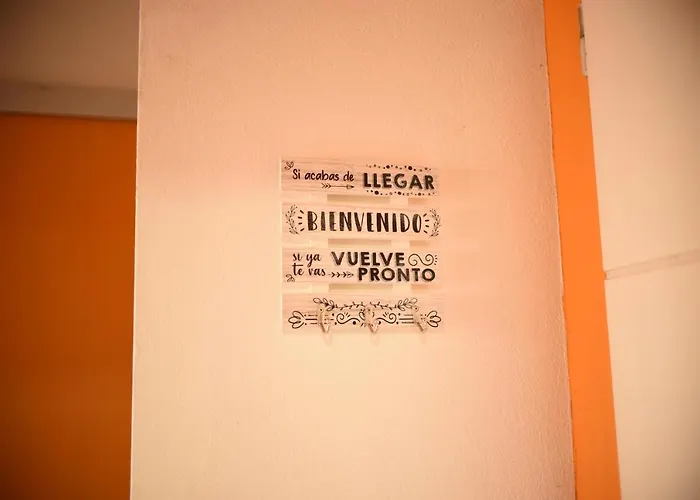 Si acabas de LLEGAR
BIENVENIDO
si ya te vas VUELVE PRONTO